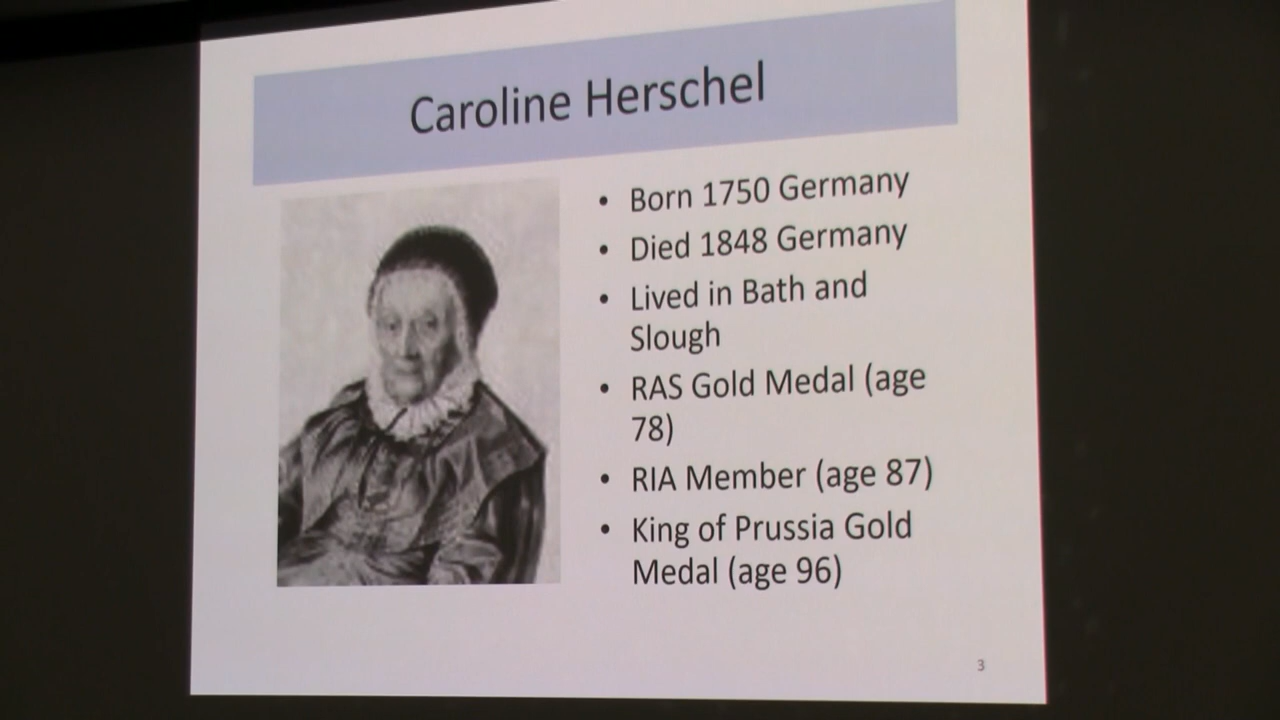 Caroline Herschel
• Born 1750 Germany
• Died 1848 Germany
• Lived in Bath and
Slough
• RAS Gold Medal (age
78)
• RIA Member (age 87)
• King of Prussia Gold
Medal (age 96)
3